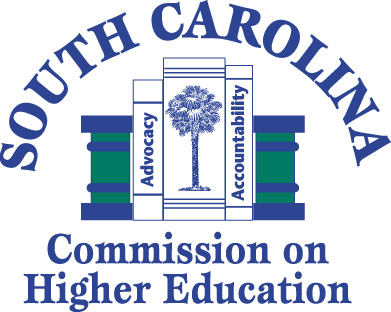 SOUTH CAROLINA
Advocacy
Accountability
Commission on
Higher Education